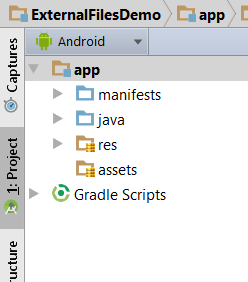 ExternalFilesDemo app
Android
Captures
1: Project
ructure
app
manifests
java
res
assets
Gradle Scripts